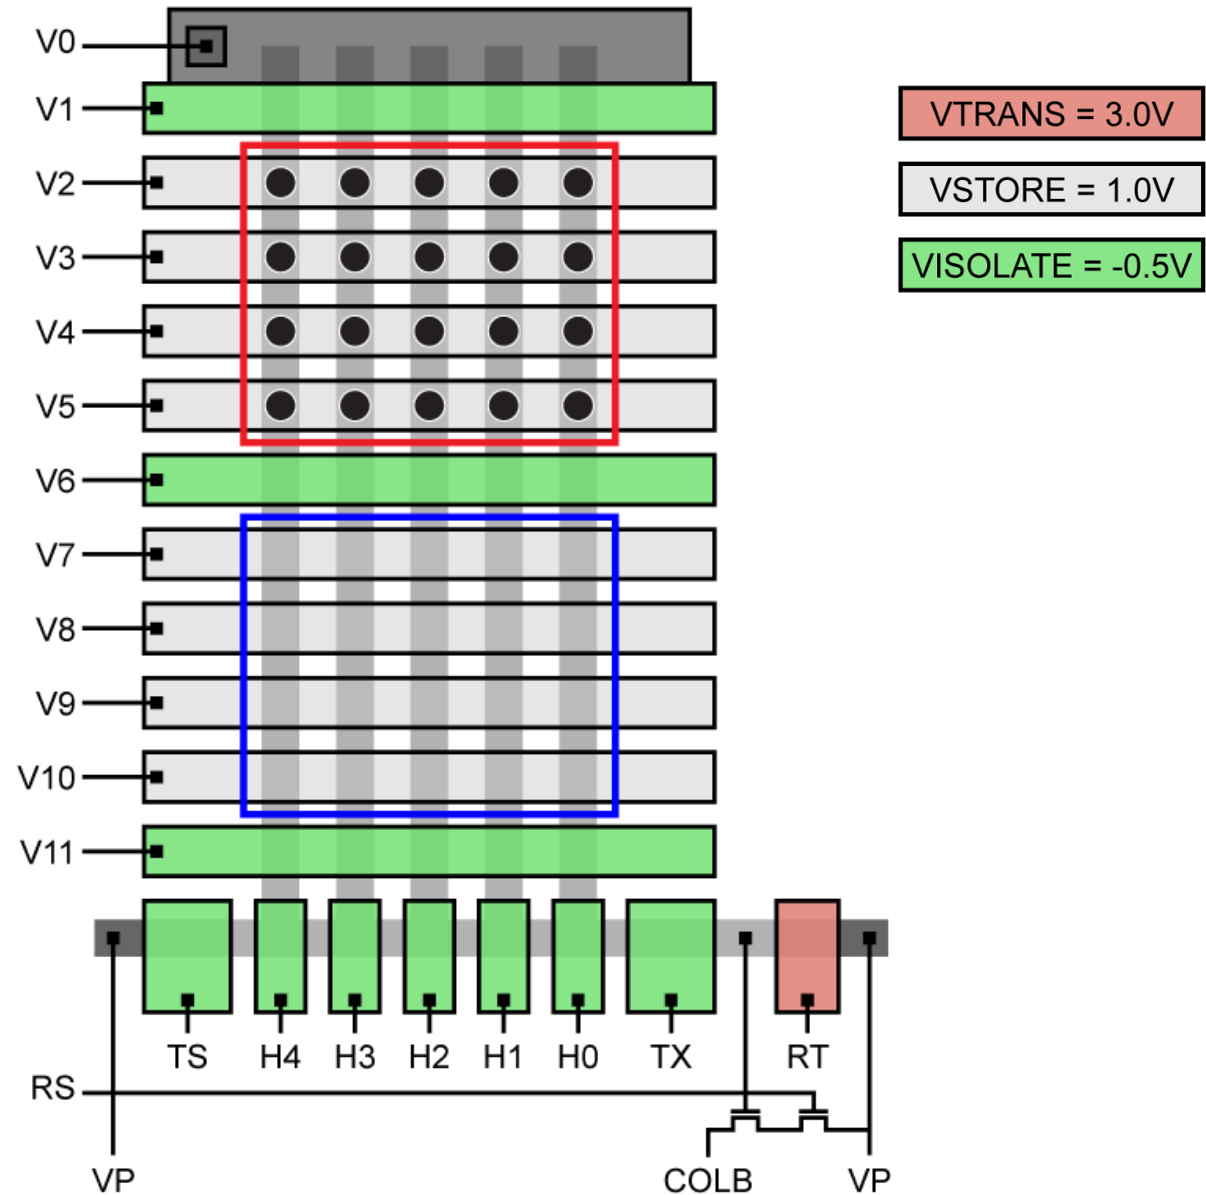 V0
V1
VTRANS = 3.0V
V2
VSTORE = 1.0V
V3
VISOLATE = -0.5V
V4
V5
V6
V7
V8
V9
V10
V11
TS H4 H3 H2 H1 H0 TX RT
RS
VP COLB VP